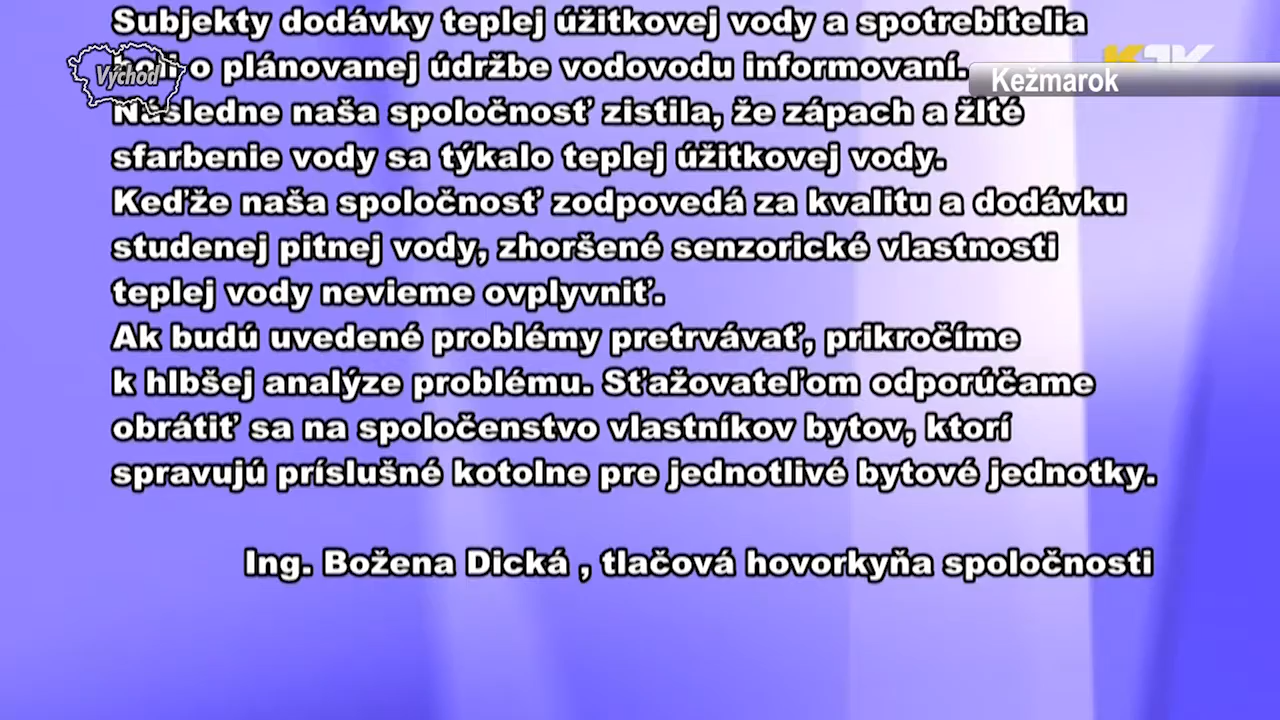 Subjekty dodávky teplej úžitkovej vody a spotrebitelia
Východ
o plánovanej údržbe vodovodu informovaní.
KTK
Kežmarok
Následne naša spoločnosť zistila, že zápach a žlté
sfarbenie vody sa týkalo teplej úžitkovej vody.
Keďže naša spoločnosť zodpovedá za kvalitu a dodávku
studenej pitnej vody, zhoršené senzorické vlastnosti
teplej vody nevieme ovplyvniť.
Ak budú uvedené problémy pretrvávať, prikročíme
k hlbšej analýze problému. Sťažovateľom odporúčame
obrátiť sa na spoločenstvo vlastníkov bytov, ktorí
spravujú príslušné kotolne pre jednotlivé bytové jednotky.
Ing. Božena Dická , tlačová hovorkyňa spoločnosti